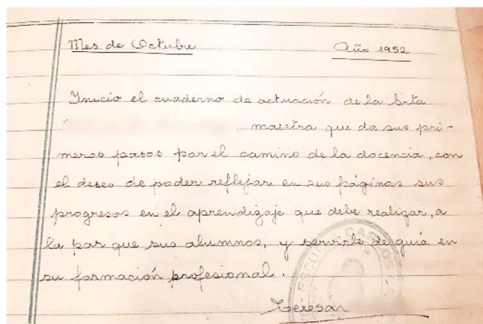 Mes de Octubre Año 1952
Inicio el cuaderno de actuación de la Srta
maestra que da sus pri-
meros pasos por el camino de la docencia, con
el deseo de poder reflejar en sus páginas sus
progresos en el aprendizaje que debe realizar, a
la par que sus alumnos, y servirle de guía en
su formación profesional.
Teresar